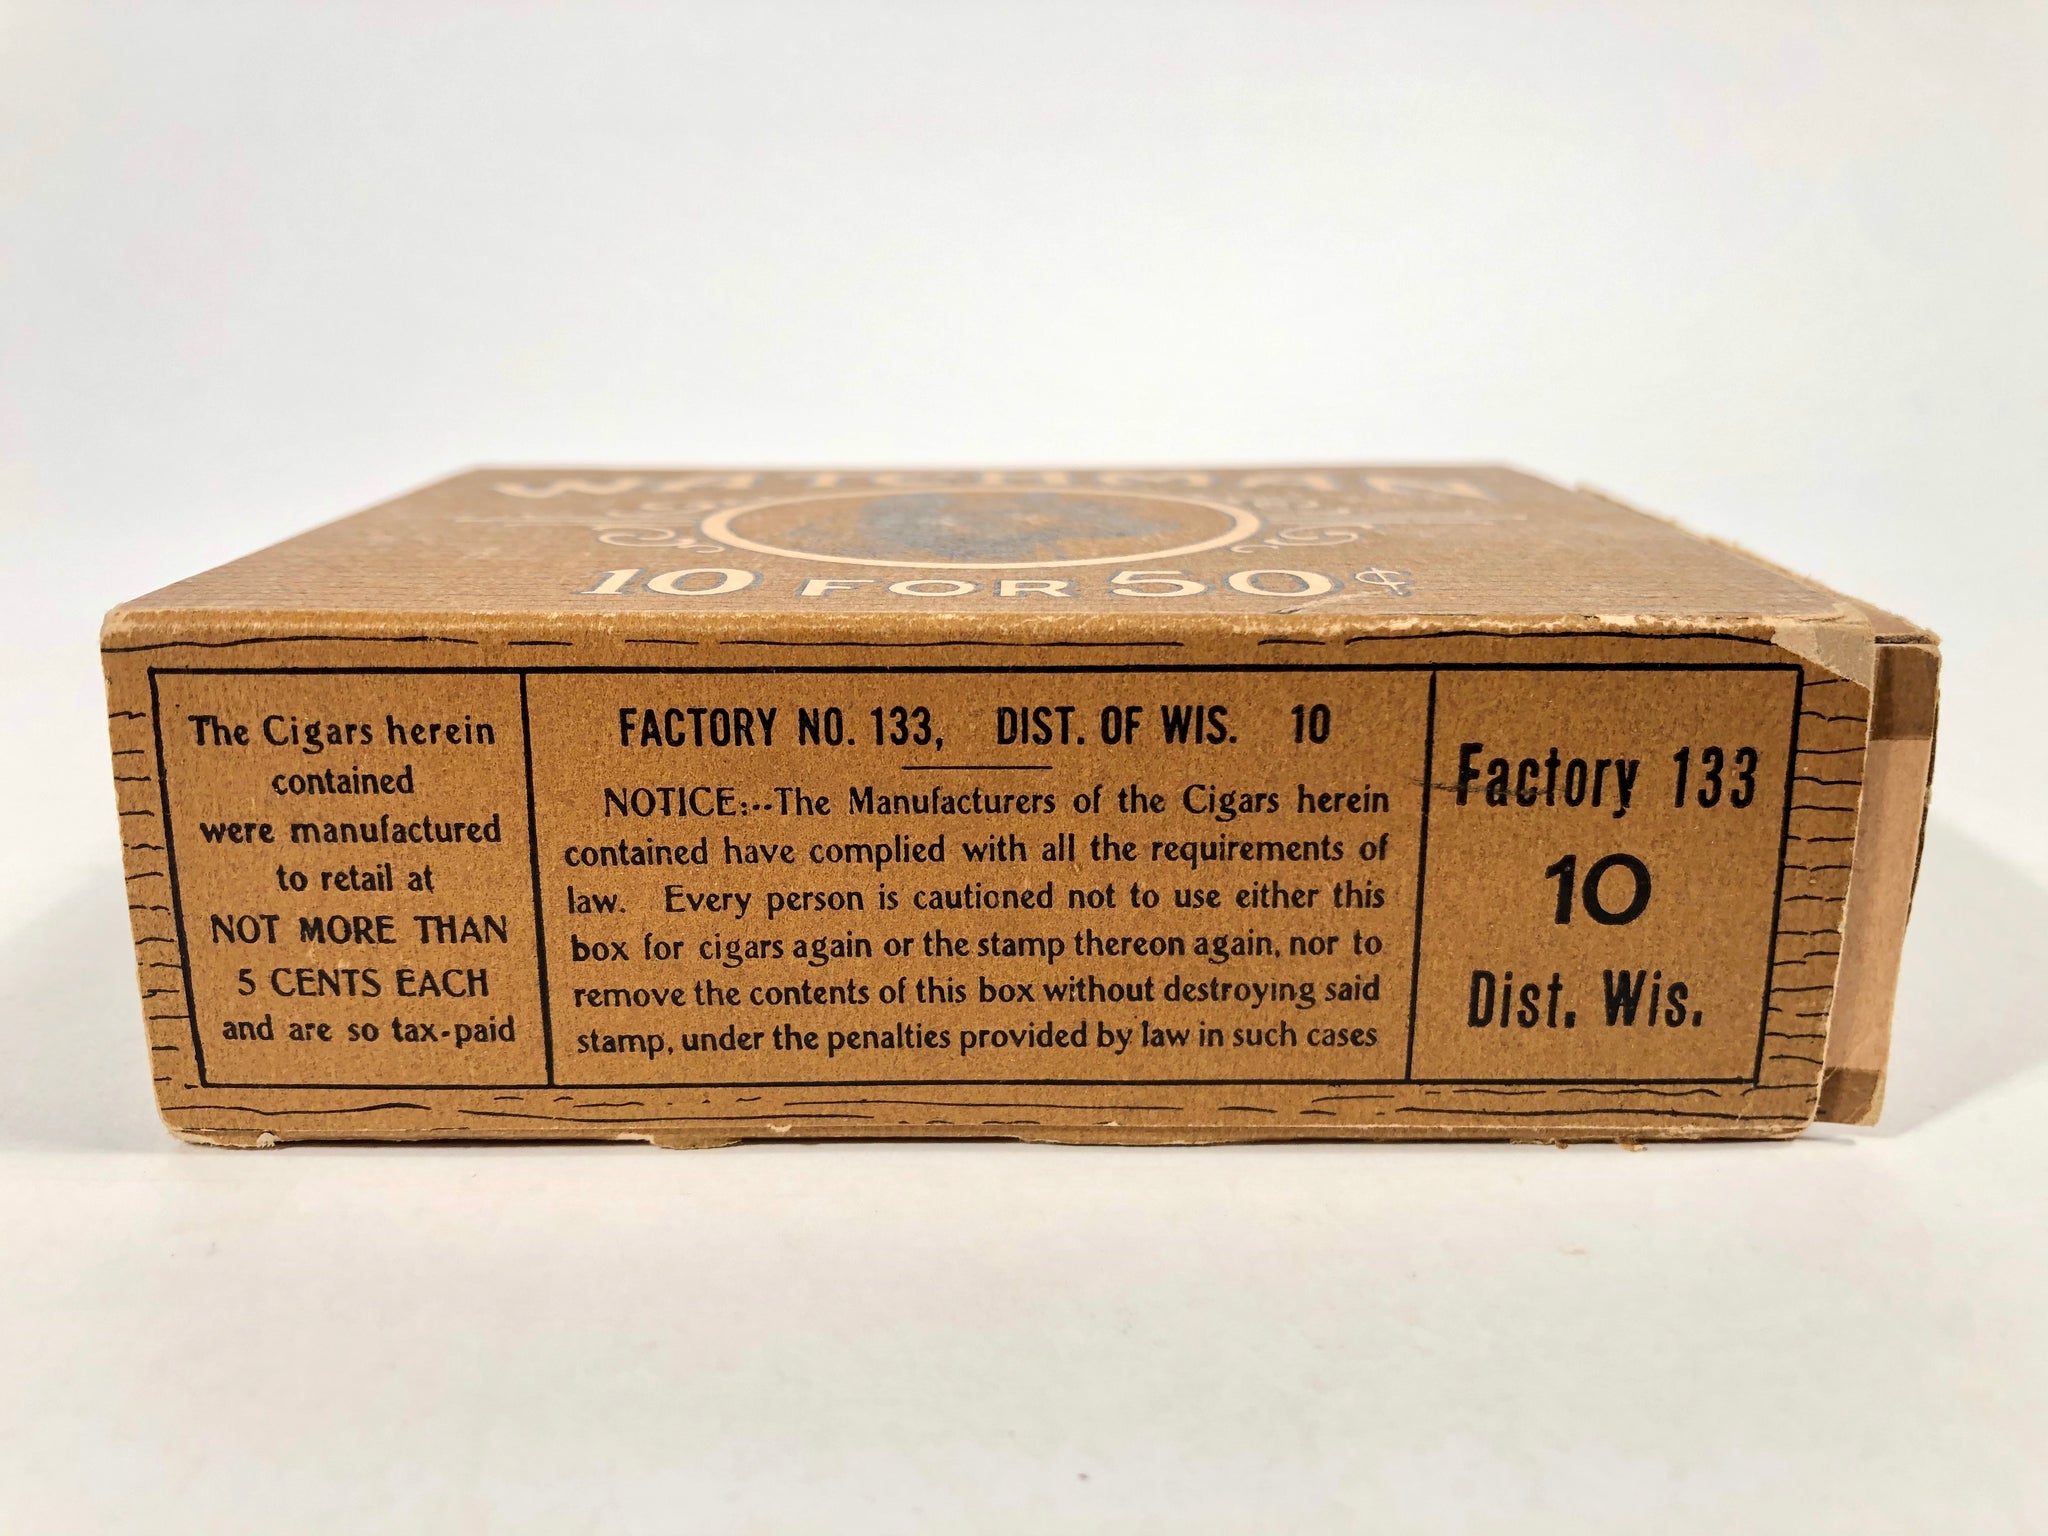 WATCHMAN
10 FOR 50¢
The Cigars herein
contained
were manufactured
to retail at
NOT MORE THAN
5 CENTS EACH
and are so tax-paid
FACTORY NO. 133, DIST. OF WIS. 10
NOTICE:--The Manufacturers of the Cigars herein
contained have complied with all the requirements of
law. Every person is cautioned not to use either this
box for cigars again or the stamp thereon again, nor to
remove the contents of this box without destroying said
stamp, under the penalties provided by law in such cases
Factory 133
10
Dist. Wis.